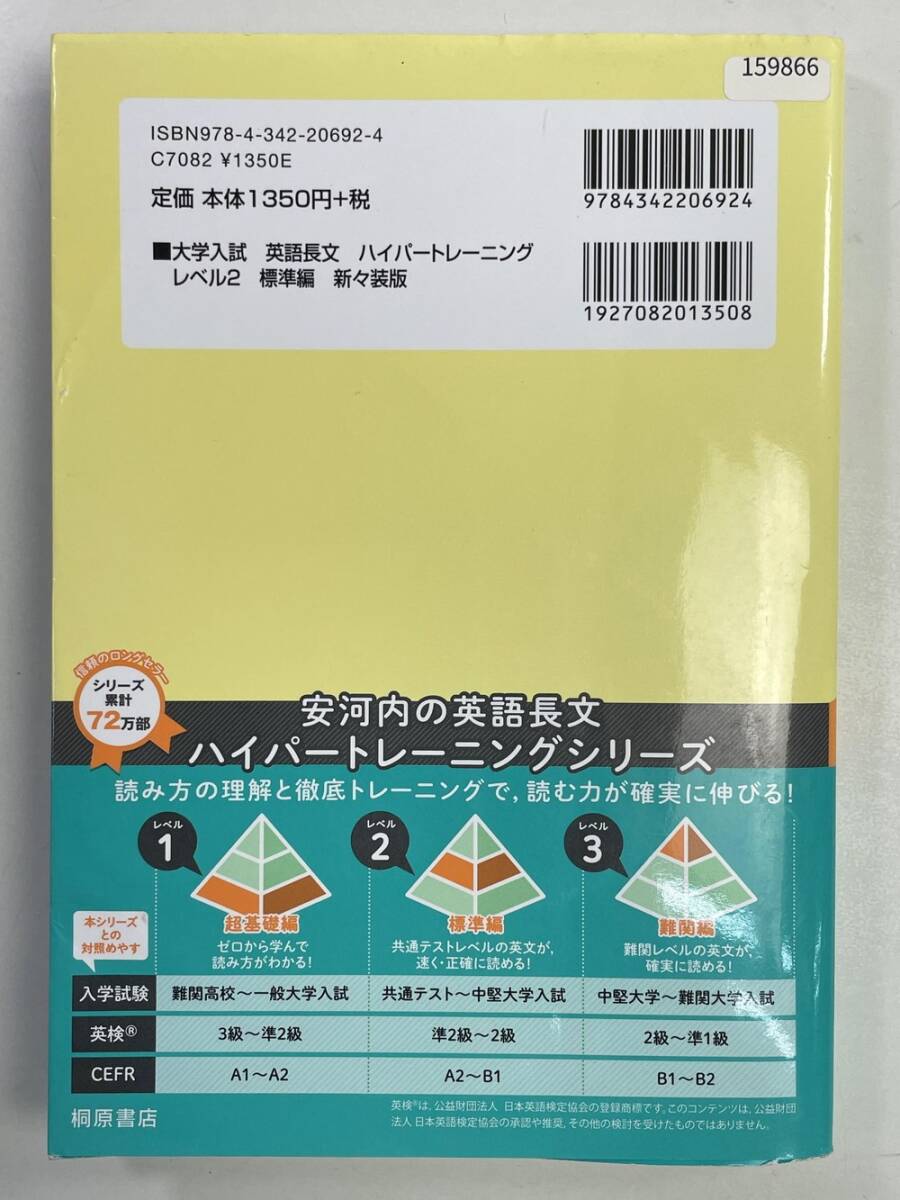 159866
ISBN978-4-342-20692-4
C7082 ¥1350E
定価 本体1350円+税
9784342206924
■大学入試 英語長文 ハイパートレーニング
レベル2 標準編 新々装版
1927082013508
信頼のロングセラー
シリーズ
累計
72万部
安河内の英語長文
ハイパートレーニングシリーズ
読み方の理解と徹底トレーニングで,読む力が確実に伸びる!
レベル
1
超基礎編
ゼロから学んで
読み方がわかる!
レベル
2
標準編
共通テストレベルの英文が,
速く・正確に読める!
レベル
3
難関編
難関レベルの英文が,
確実に読める!
本シリーズ
との
対照めやす
入学試験 難関高校～一般大学入試 共通テスト～中堅大学入試 中堅大学～難関大学入試
英検® 3級～準2級 準2級～2級 2級～準1級
CEFR A1～A2 A2～B1 B1～B2
桐原書店
英検®は、公益財団法人 日本英語検定協会の登録商標です。このコンテンツは、公益財団
法人日本英語検定協会の承認や推奨、その他の検討を受けたものではありません。